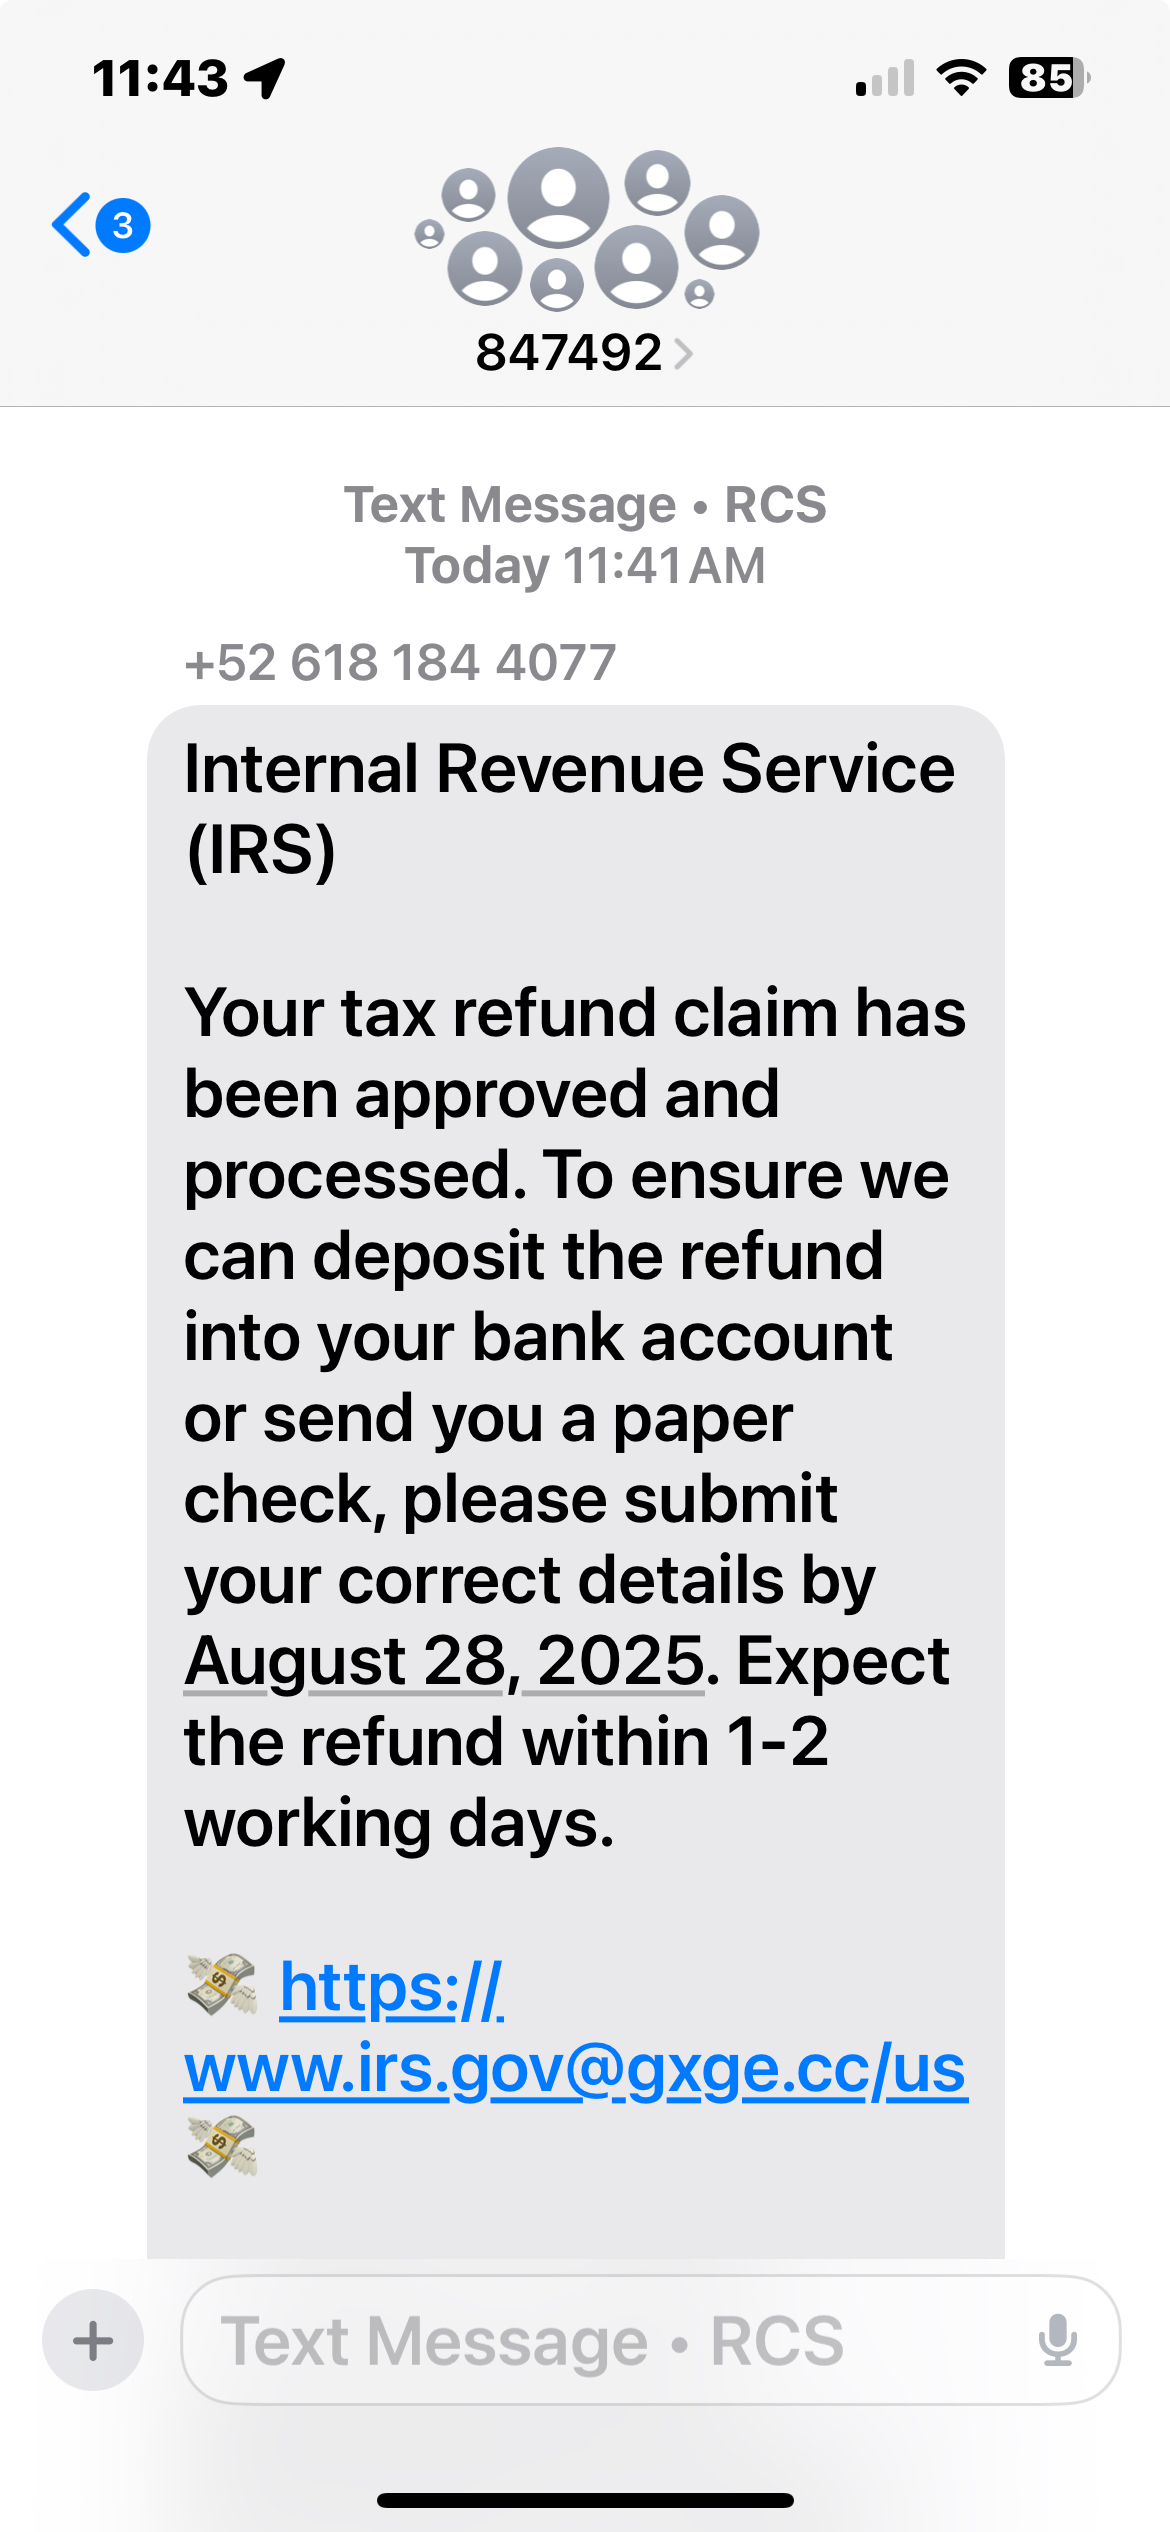 11:43
85
3
847492
Text Message • RCS
Today 11:41 AM
+52 618 184 4077
Internal Revenue Service
(IRS)
Your tax refund claim has
been approved and
processed. To ensure we
can deposit the refund
into your bank account
or send you a paper
check, please submit
your correct details by
August 28, 2025. Expect
the refund within 1-2
working days.
💸 https://
www.irs.gov@gxge.cc/us
💸
Text Message • RCS